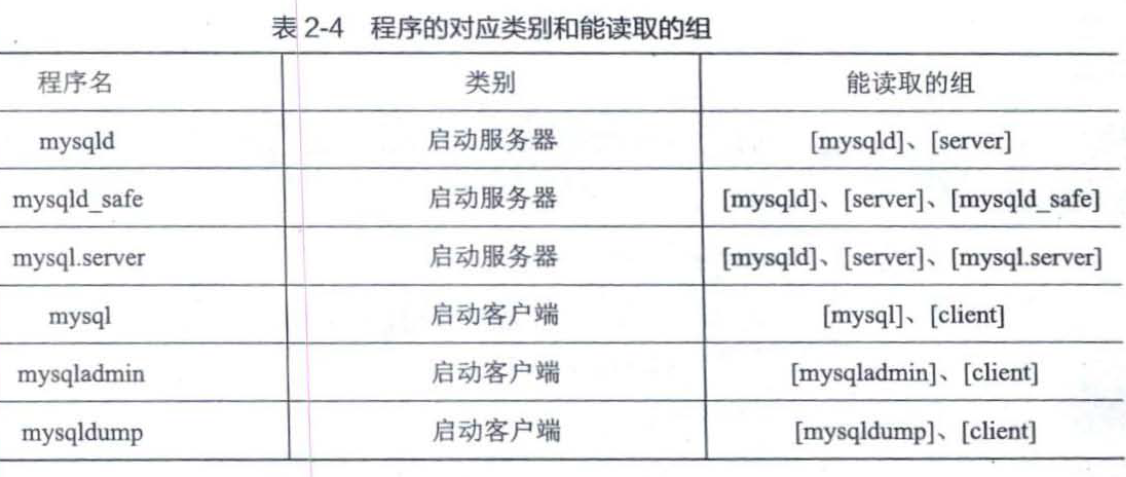 表 2-4 程序的对应类别和能读取的组
程序名 类别 能读取的组
mysqld 启动服务器 [mysqld]、[server]
mysqld_safe 启动服务器 [mysqld]、[server]、[mysqld_safe]
mysql.server 启动服务器 [mysqld]、[server]、[mysql.server]
mysql 启动客户端 [mysql]、[client]
mysqladmin 启动客户端 [mysqladmin]、[client]
mysqldump 启动客户端 [mysqldump]、[client]